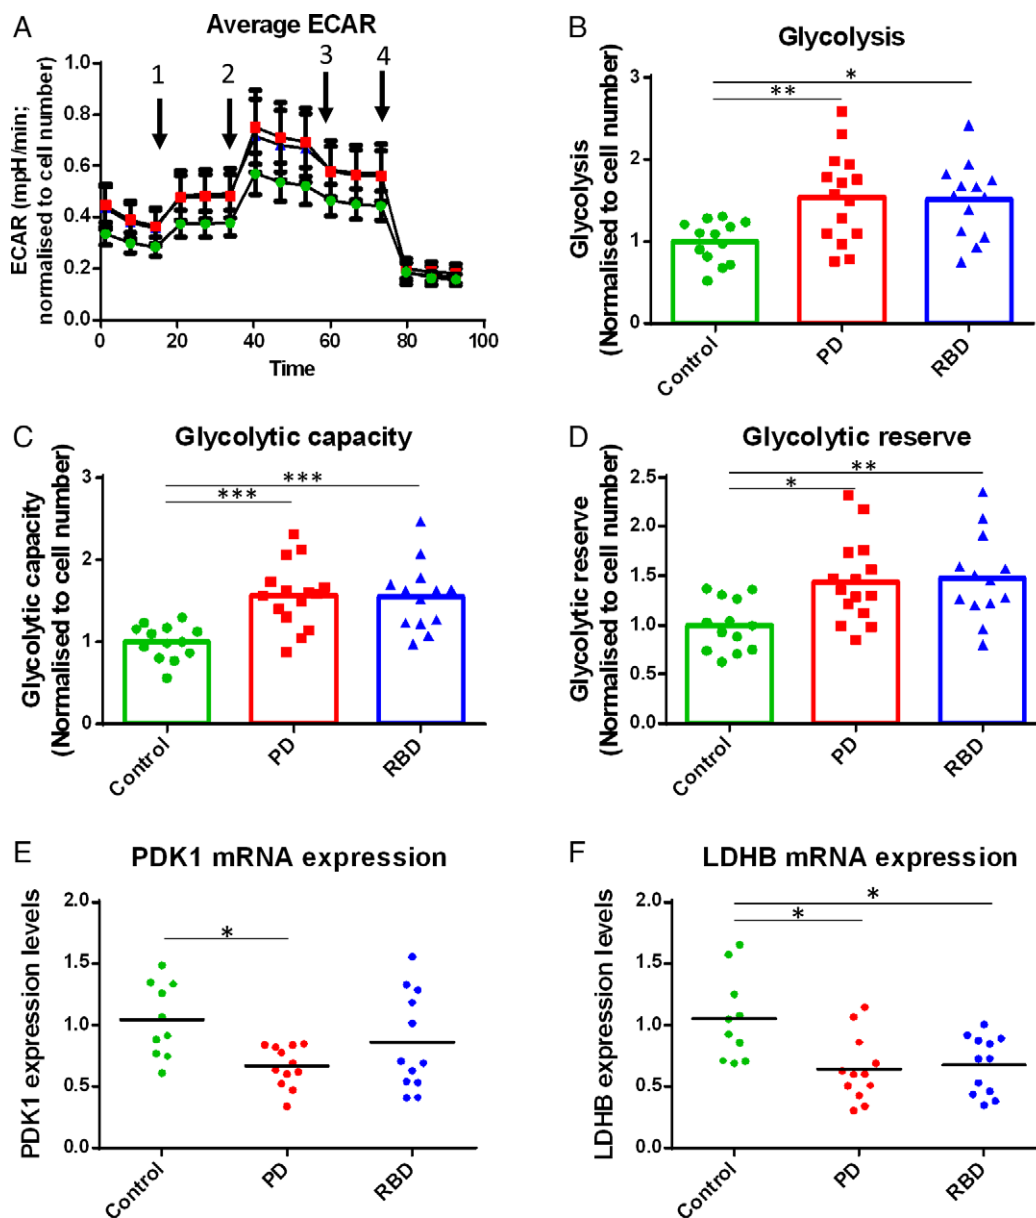 A
Average ECAR
ECAR (mpH/min;
normalised to cell number)
1.0
0.8
0.6
0.4
0.2
0.0
1
2
3
4
0
20
40
60
80
100
Time
B
Glycolysis
Glycolysis
(Normalised to cell number)
3
2
1
0
*
**
Control
PD
RBD
C
Glycolytic capacity
Glycolytic capacity
(Normalised to cell number)
3
2
1
0
***
***
Control
PD
RBD
D
Glycolytic reserve
Glycolytic reserve
(Normalised to cell number)
2.5
2.0
1.5
1.0
0.5
0.0
**
*
Control
PD
RBD
E
PDK1 mRNA expression
PDK1 expression levels
2.0
1.5
1.0
0.5
0.0
*
Control
PD
RBD
F
LDHB mRNA expression
LDHB expression levels
2.0
1.5
1.0
0.5
0.0
*
*
Control
PD
RBD